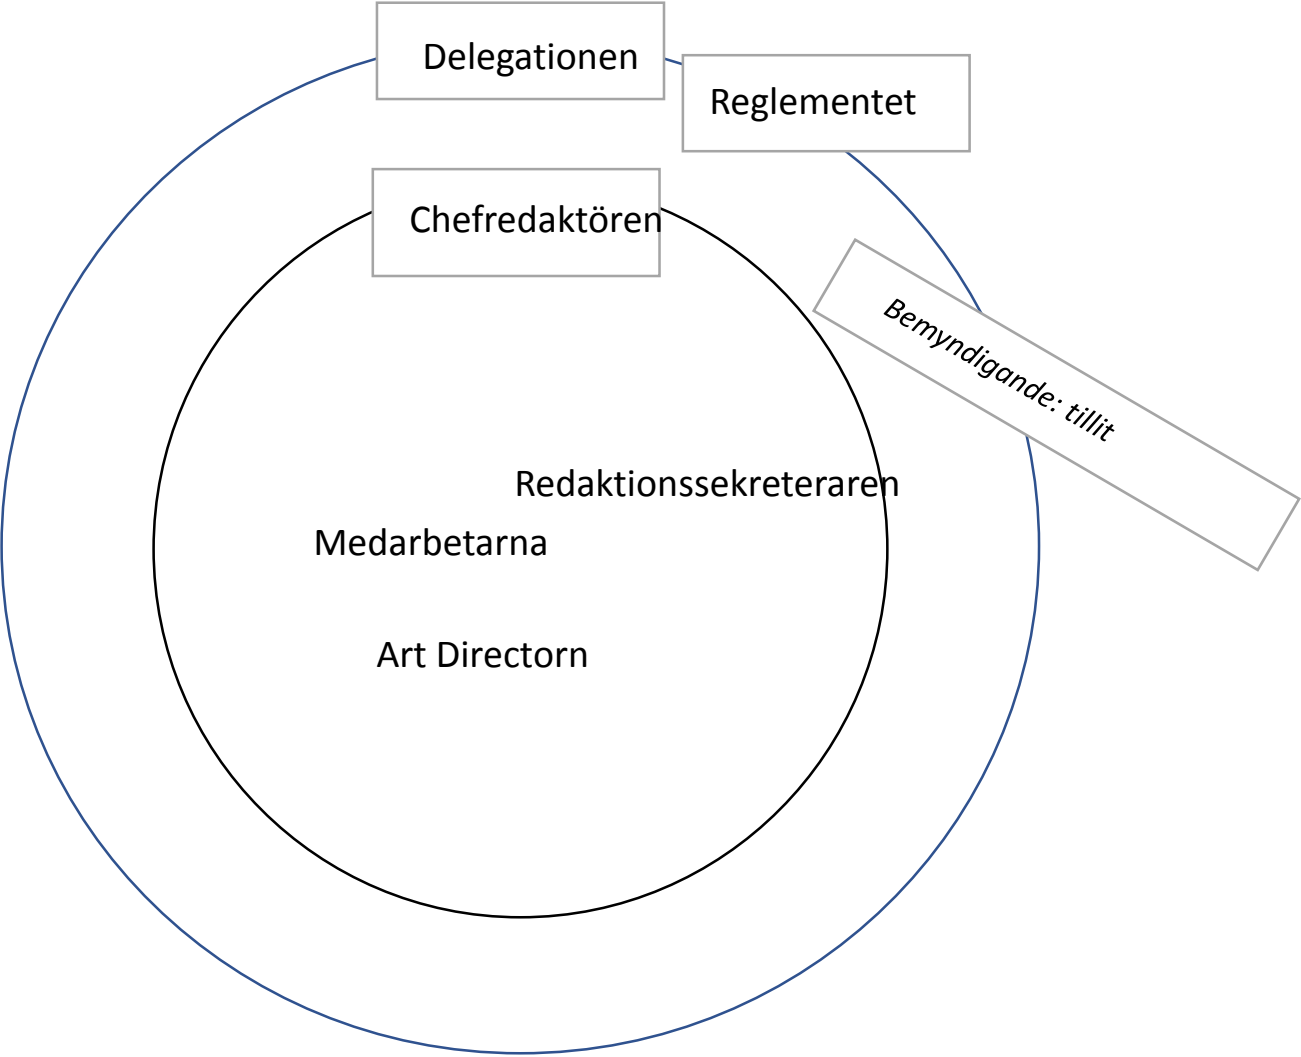 Delegationen
Reglementet
Chefredaktören
Bemyndigande: tillit
Redaktionssekreteraren
Medarbetarna
Art Directorn